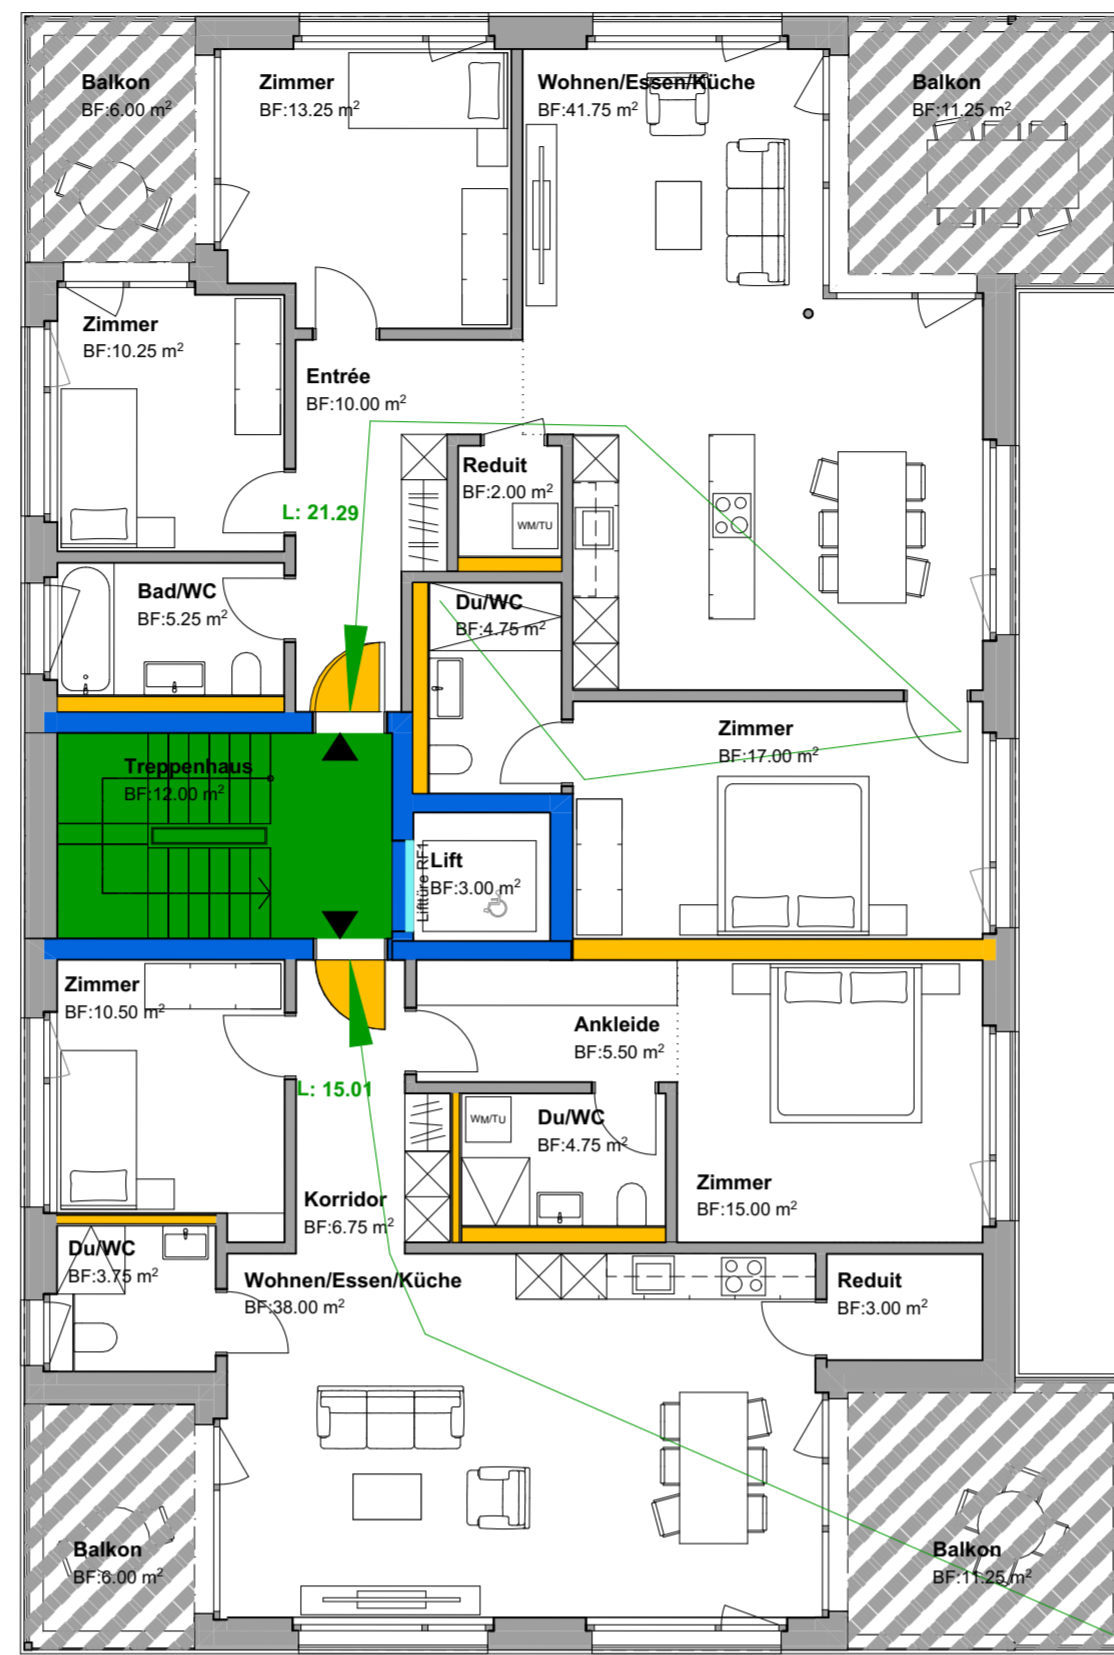 Balkon
BF:6.00 m²
Zimmer
BF:13.25 m²
Wohnen/Essen/Küche
BF:41.75 m²
Balkon
BF:11.25 m²
Zimmer
BF:10.25 m²
Entrée
BF:10.00 m²
Reduit
BF:2.00 m²
WM/TU
L: 21.29
Bad/WC
BF:5.25 m²
Du/WC
BF:4.75 m²
Zimmer
BF:17.00 m²
Treppenhaus
BF:12.00 m²
Lifttüre RF1
Lift
BF:3.00 m²
Zimmer
BF:10.50 m²
Ankleide
BF:5.50 m²
L: 15.01
WM/TU
Du/WC
BF:4.75 m²
Zimmer
BF:15.00 m²
Korridor
BF:6.75 m²
Du/WC
BF:3.75 m²
Wohnen/Essen/Küche
BF:38.00 m²
Reduit
BF:3.00 m²
Balkon
BF:6.00 m²
Balkon
BF:11.25 m²